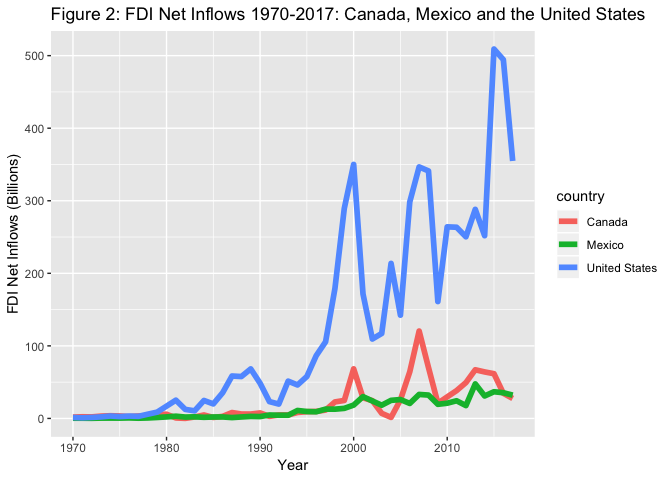 Figure 2: FDI Net Inflows 1970-2017: Canada, Mexico and the United States
500
400
300
200
100
0
FDI Net Inflows (Billions)
1970 1980 1990 2000 2010
Year
country
Canada
Mexico
United States